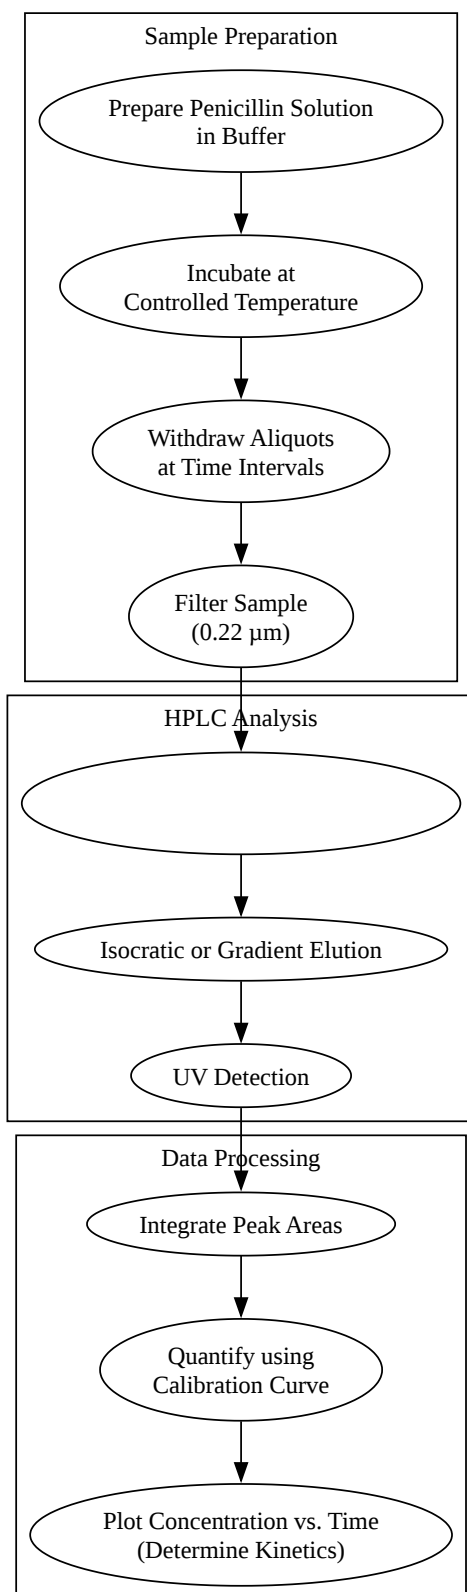 Sample Preparation
Prepare Penicillin Solution
in Buffer
Incubate at
Controlled Temperature
Withdraw Aliquots
at Time Intervals
Filter Sample
(0.22 µm)
HPLC Analysis
Isocratic or Gradient Elution
UV Detection
Data Processing
Integrate Peak Areas
Quantify using
Calibration Curve
Plot Concentration vs. Time
(Determine Kinetics)